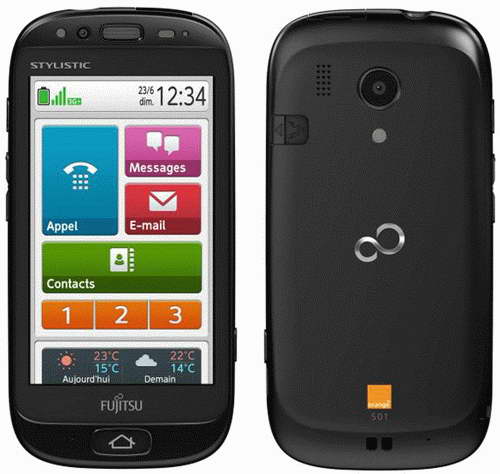 STYLISTIC
3G+
23/6
dim.
12:34
Appel
Messages
E-mail
Contacts
1 2 3
23°C 22°C
15°C 14°C
Aujourd'hui Demain
FUJITSU
orange
S01